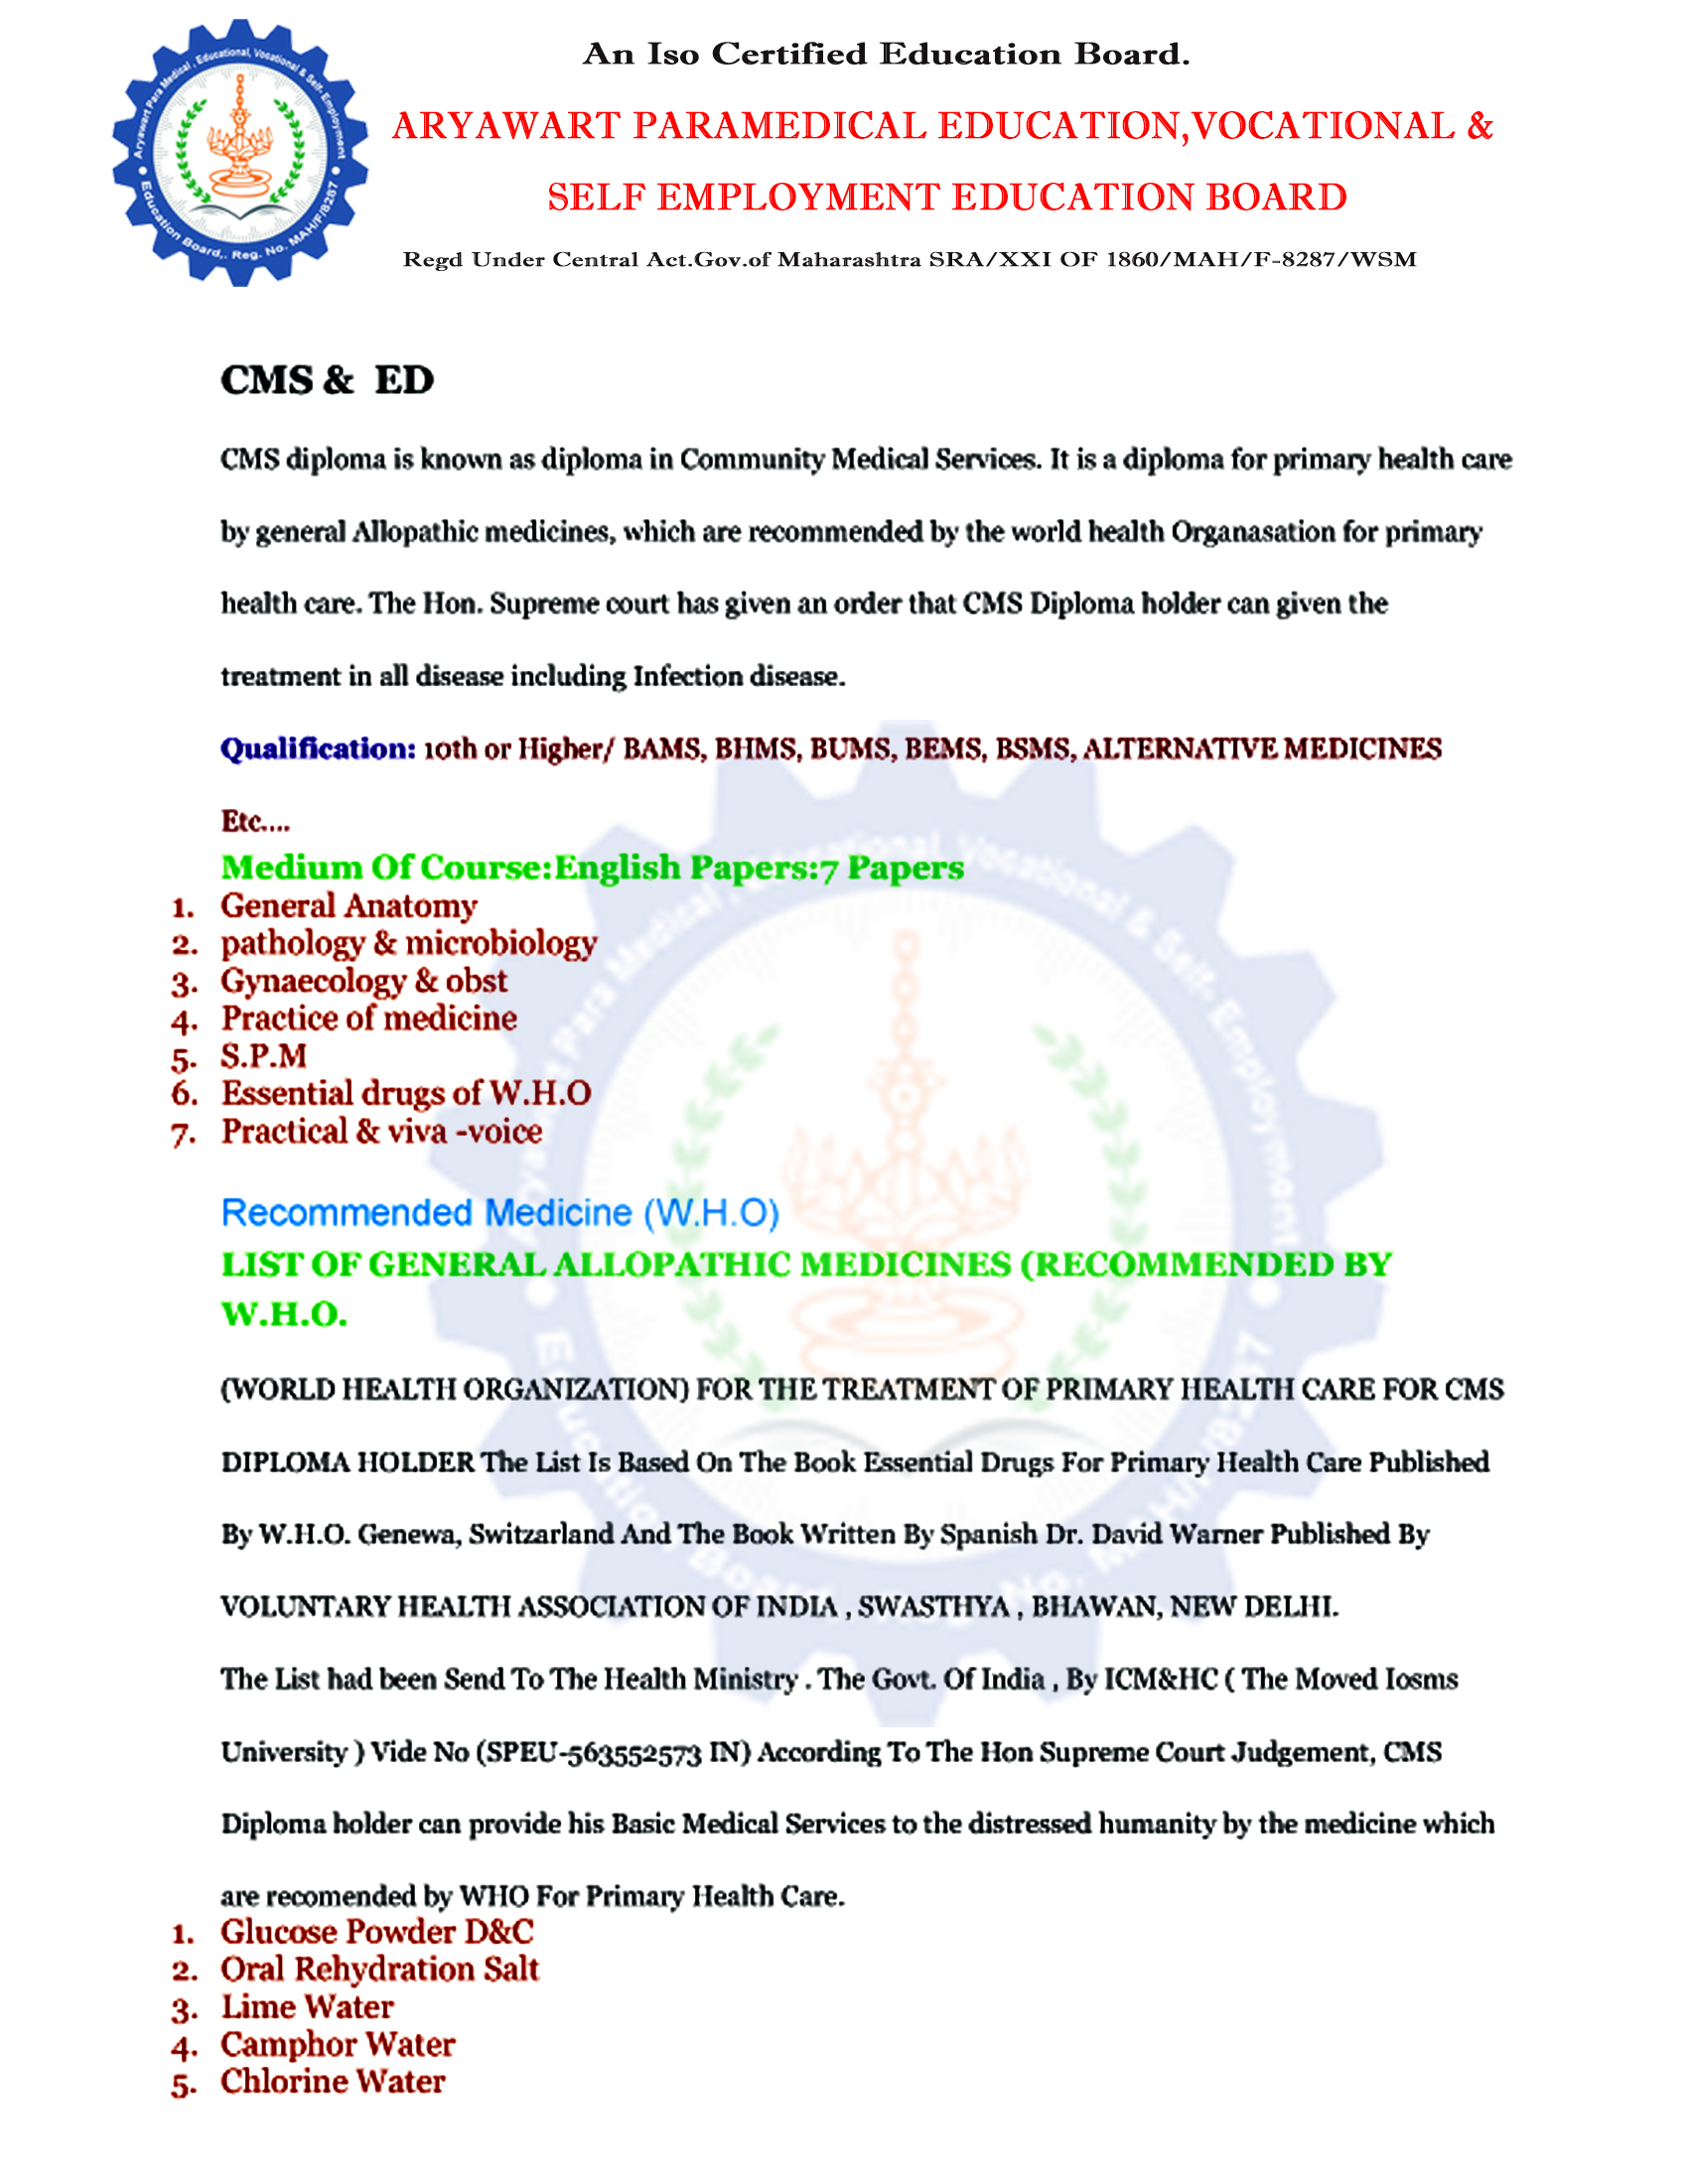 An Iso Certified Education Board.
ARYAWART PARAMEDICAL EDUCATION,VOCATIONAL &
SELF EMPLOYMENT EDUCATION BOARD
Regd Under Central Act.Gov.of Maharashtra SRA/XXI OF 1860/MAH/F-8287/WSM
Aryawart Para Medical , Educational, Vocational & Self- Employment
Education Board,. Reg. No. MAH/F/8287
CMS & ED
CMS diploma is known as diploma in Community Medical Services. It is a diploma for primary health care
by general Allopathic medicines, which are recommended by the world health Organasation for primary
health care. The Hon. Supreme court has given an order that CMS Diploma holder can given the
treatment in all disease including Infection disease.
Qualification: 10th or Higher/ BAMS, BHMS, BUMS, BEMS, BSMS, ALTERNATIVE MEDICINES
Etc....
Medium Of Course:English Papers:7 Papers
1. General Anatomy
2. pathology & microbiology
3. Gynaecology & obst
4. Practice of medicine
5. S.P.M
6. Essential drugs of W.H.O
7. Practical & viva -voice
Recommended Medicine (W.H.O)
LIST OF GENERAL ALLOPATHIC MEDICINES (RECOMMENDED BY
W.H.O.
(WORLD HEALTH ORGANIZATION) FOR THE TREATMENT OF PRIMARY HEALTH CARE FOR CMS
DIPLOMA HOLDER The List Is Based On The Book Essential Drugs For Primary Health Care Published
By W.H.O. Genewa, Switzarland And The Book Written By Spanish Dr. David Warner Published By
VOLUNTARY HEALTH ASSOCIATION OF INDIA , SWASTHYA , BHAWAN, NEW DELHI.
The List had been Send To The Health Ministry . The Govt. Of India , By ICM&HC ( The Moved Iosms
University ) Vide No (SPEU-563552573 IN) According To The Hon Supreme Court Judgement, CMS
Diploma holder can provide his Basic Medical Services to the distressed humanity by the medicine which
are recomended by WHO For Primary Health Care.
1. Glucose Powder D&C
2. Oral Rehydration Salt
3. Lime Water
4. Camphor Water
5. Chlorine Water